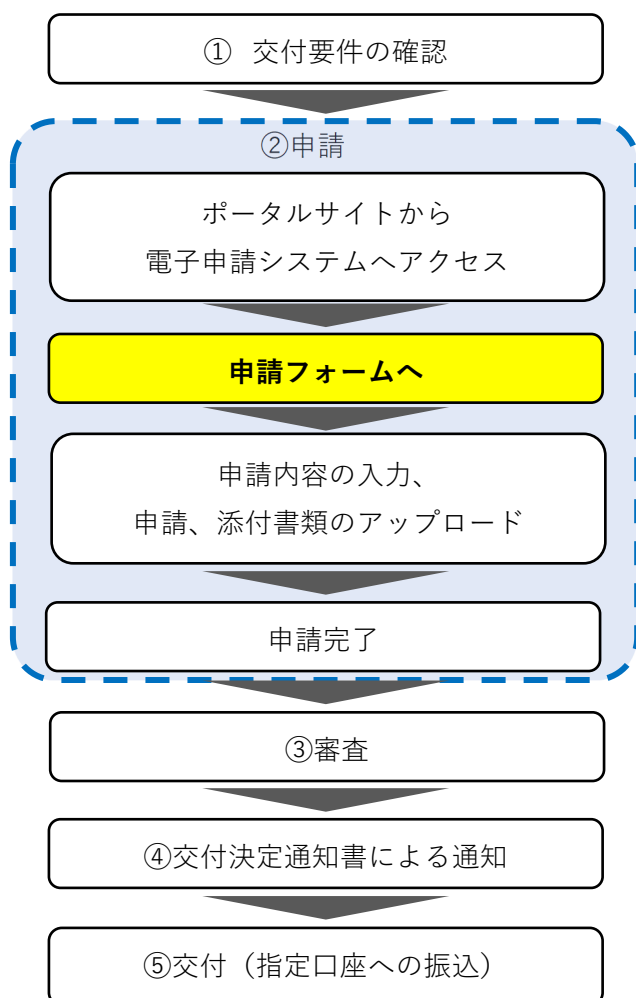 ① 交付要件の確認
②申請
ポータルサイトから
電子申請システムへアクセス
申請フォームへ
申請内容の入力、
申請、添付書類のアップロード
申請完了
③審査
④交付決定通知書による通知
⑤交付（指定口座への振込）